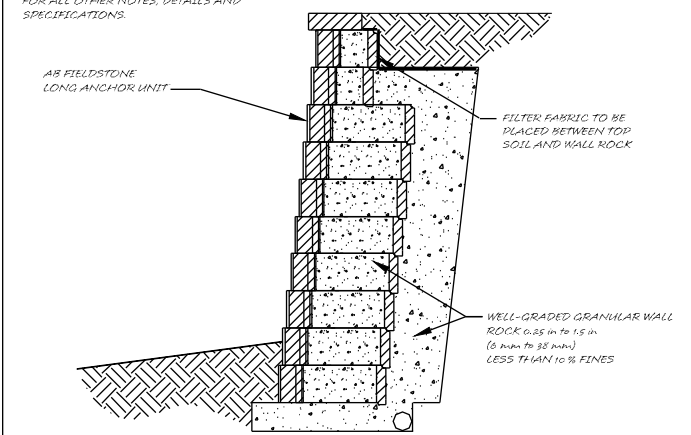 FOR ALL OTHER NOTES, DETAILS AND
SPECIFICATIONS.
AB FIELDSTONE
LONG ANCHOR UNIT
FILTER FABRIC TO BE
PLACED BETWEEN TOP
SOIL AND WALL ROCK
WELL-GRADED GRANULAR WALL
ROCK 0.25 in to 1.5 in
(6 mm to 38 mm)
LESS THAN 10 % FINES